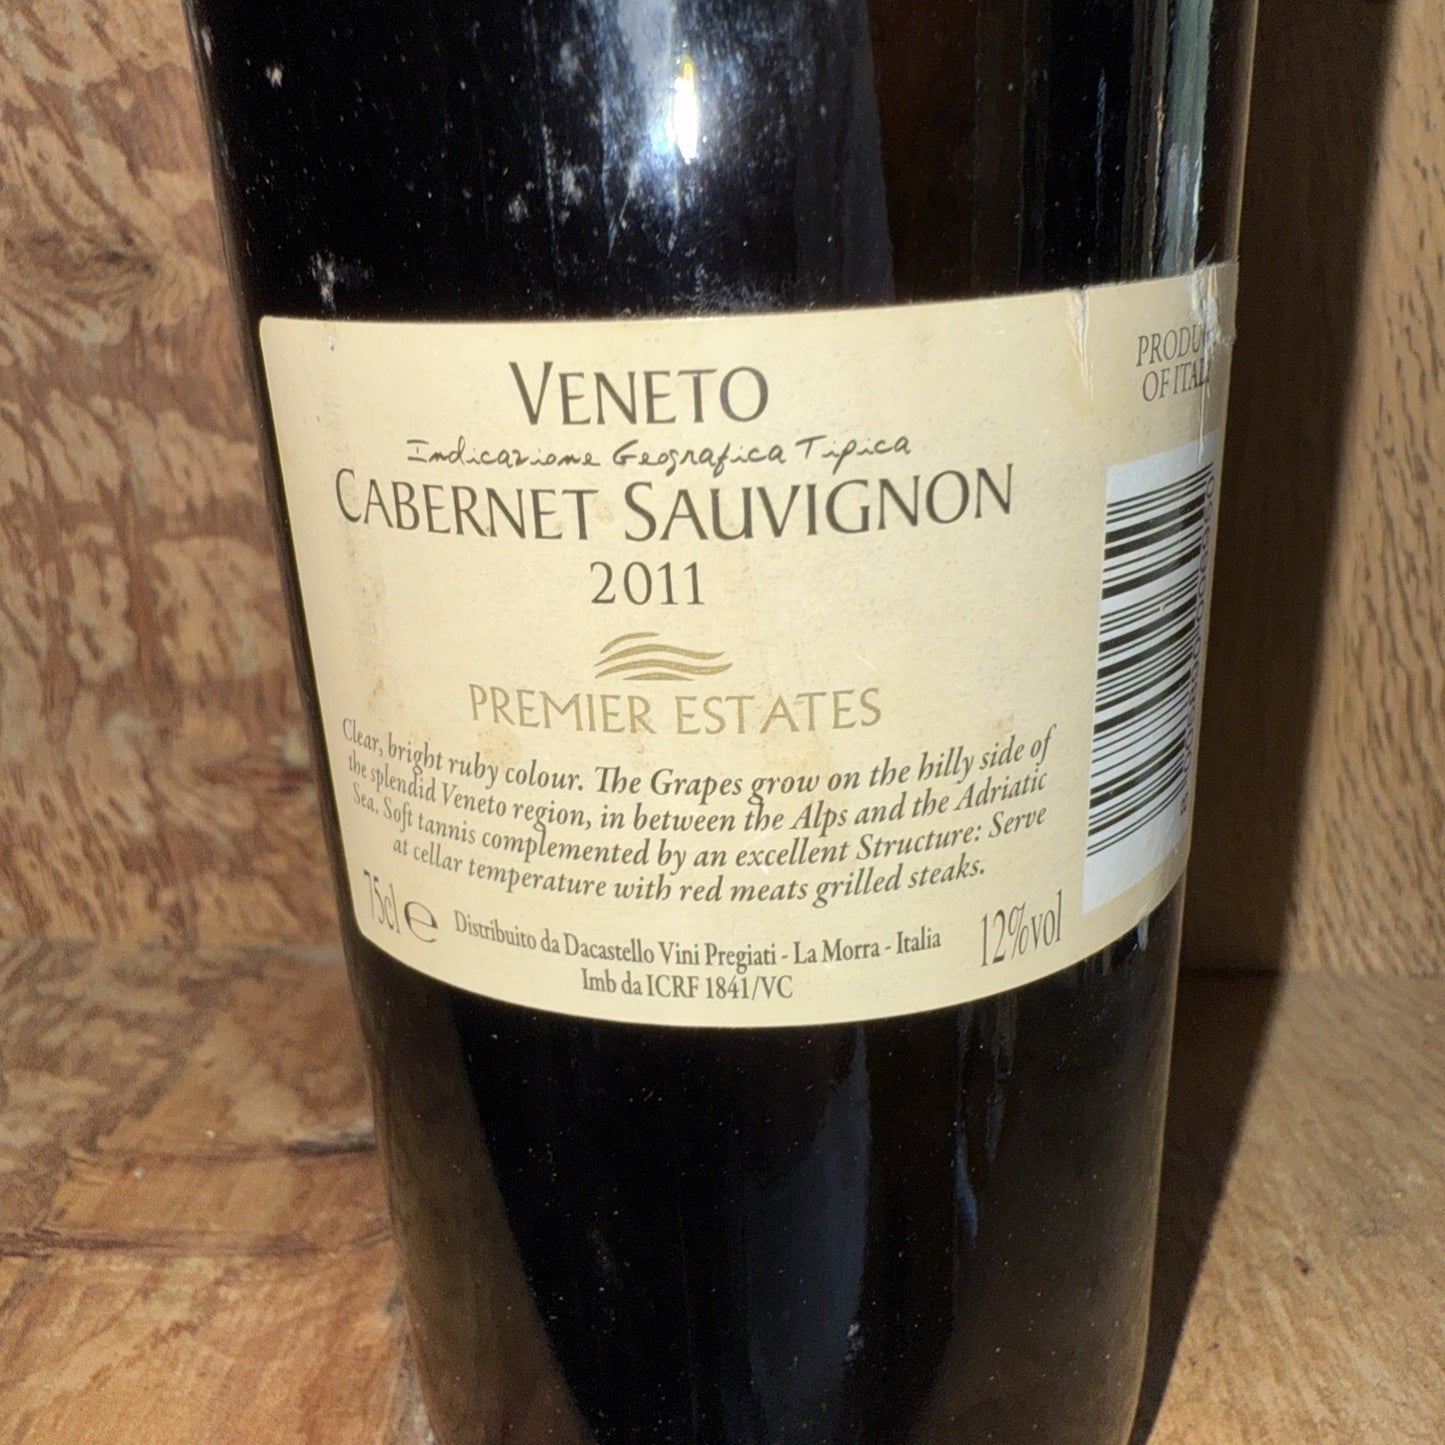 VENETO
Indicazione Geografica Tipica
CABERNET SAUVIGNON
2011
PREMIER ESTATES
Clear, bright ruby colour. The Grapes grow on the hilly side of
the splendid Veneto region, in between the Alps and the Adriatic
Sea. Soft tannis complemented by an excellent Structure: Serve
at cellar temperature with red meats grilled steaks.
75cl e
Distribuito da Dacastello Vini Pregiati - La Morra - Italia
12%vol
Imb da ICRF 1841/VC
OF